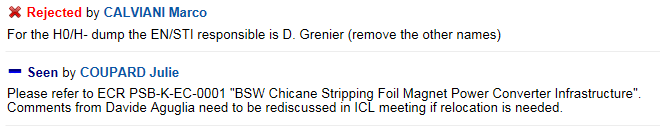 Rejected by CALVIANI Marco
For the H0/H- dump the EN/STI responsible is D. Grenier (remove the other names)
Seen by COUPARD Julie
Please refer to ECR PSB-K-EC-0001 "BSW Chicane Stripping Foil Magnet Power Converter Infrastructure".
Comments from Davide Aguglia need to be rediscussed in ICL meeting if relocation is needed.